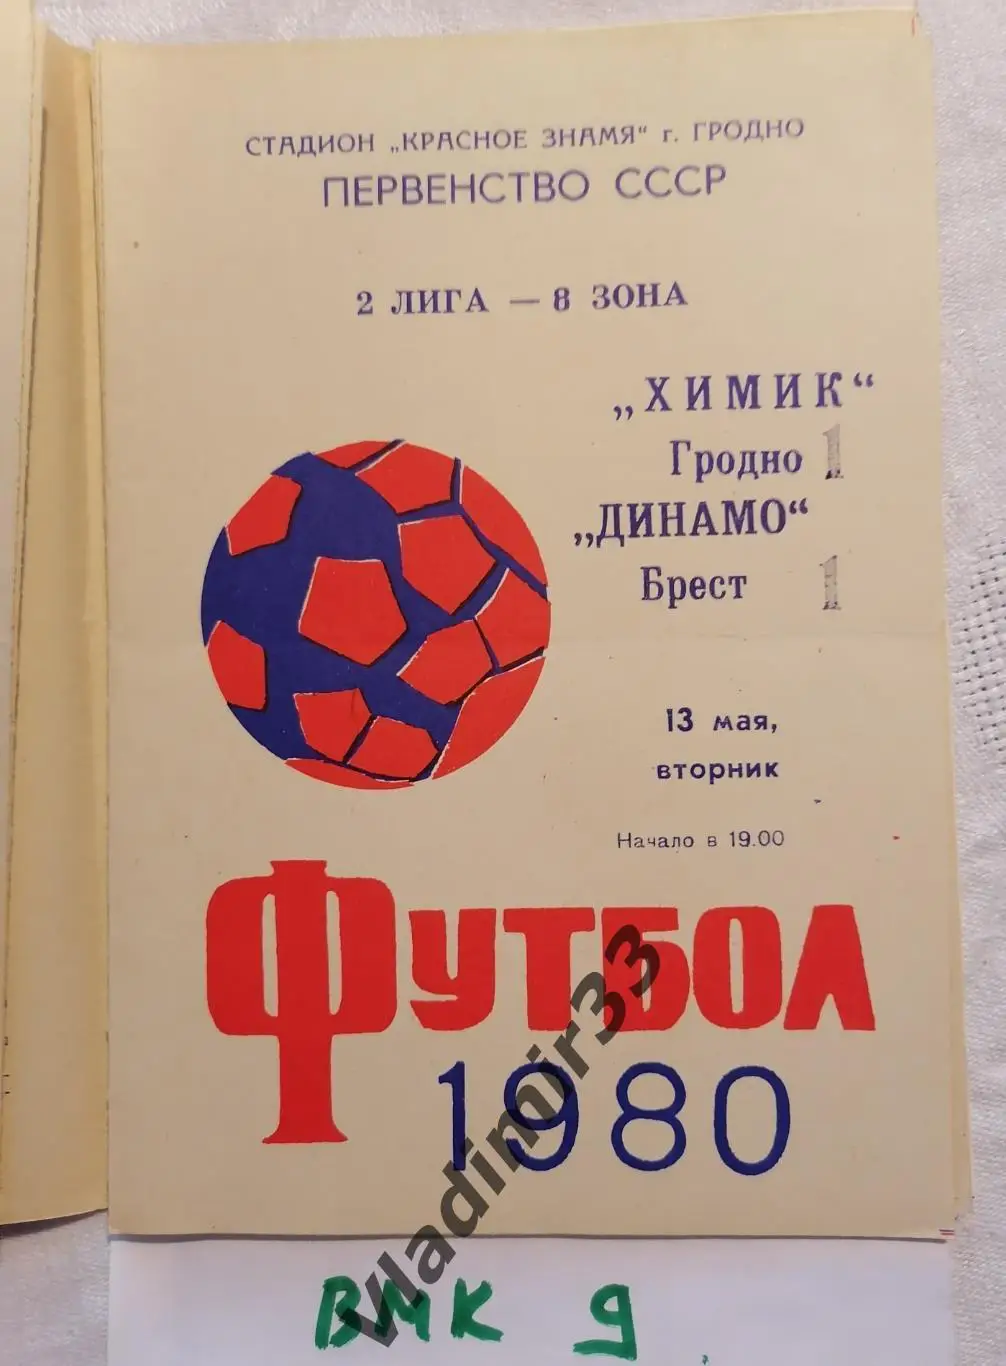 СТАДИОН „КРАСНОЕ ЗНАМЯ" г. ГРОДНО
ПЕРВЕНСТВО СССР
2 ЛИГА — 8 ЗОНА
„ХИМИК"
Гродно 1
„ДИНАМО"
Брест 1
13 мая,
вторник
Начало в 19.00
ФУТБОЛ
1980
vladimir33
ВМК 9